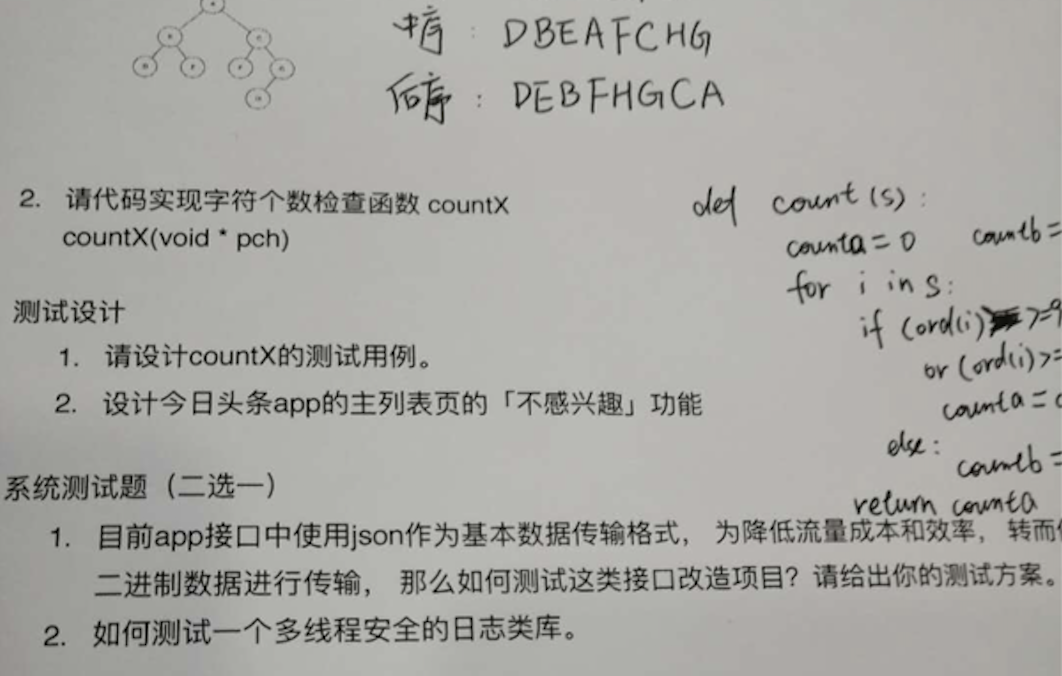 中序：DBEAFCHG
后序：DEBFHGCA
2. 请代码实现字符个数检查函数 countX
countX(void * pch)
def count(s):
counta = 0 countb =
for i in s:
if (ord(i) >=9
or (ord(i)>=
counta = c
else:
countb =
return counta
测试设计
1. 请设计countX的测试用例。
2. 设计今日头条app的主列表页的「不感兴趣」功能
系统测试题（二选一）
1. 目前app接口中使用json作为基本数据传输格式，为降低流量成本和效率，转而
二进制数据进行传输，那么如何测试这类接口改造项目？请给出你的测试方案。
2. 如何测试一个多线程安全的日志类库。